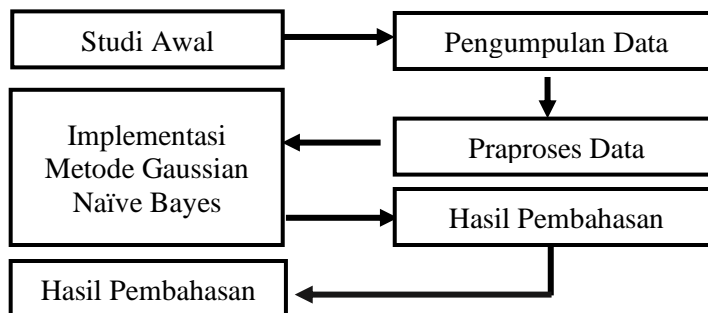 Studi Awal
Pengumpulan Data
Implementasi
Metode Gaussian
Naïve Bayes
Praproses Data
Hasil Pembahasan
Hasil Pembahasan